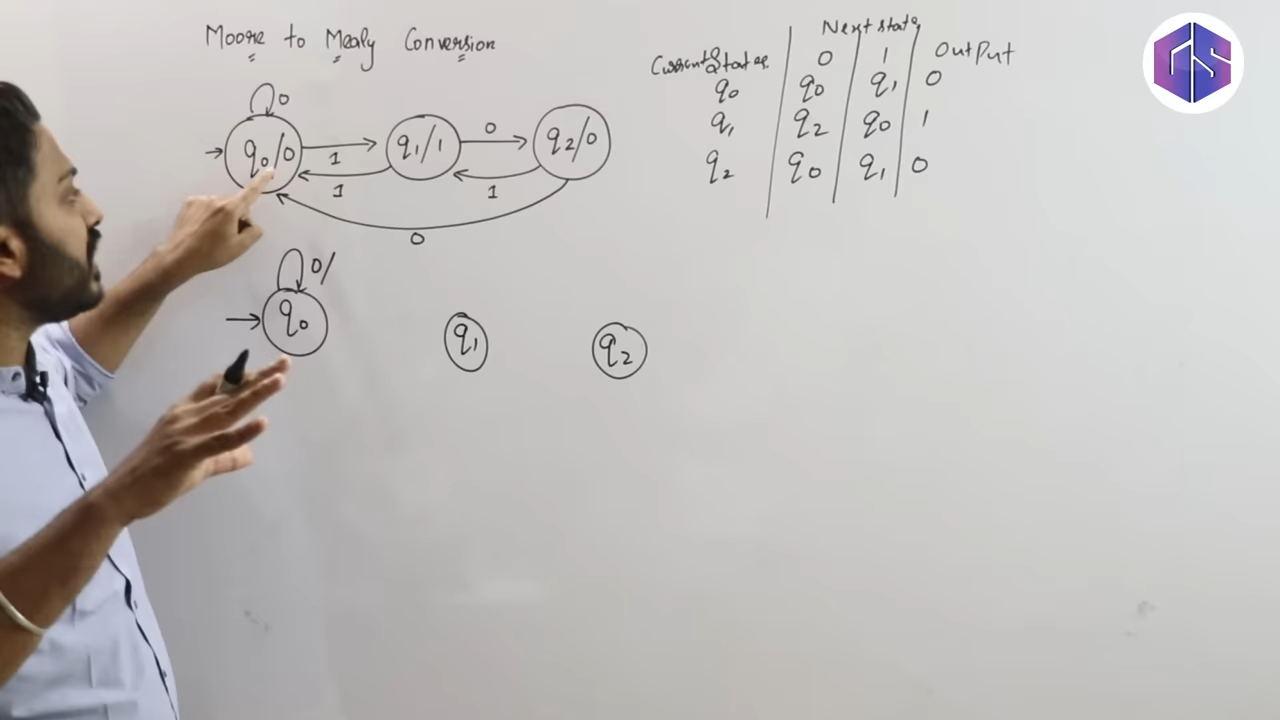 Moore to Mealy Conversion
0
q0/0 1 1 q1/1 0 1 q2/0
0
Next state
Current States 0 1 Output
q0 q0 q1 0
q1 q2 q0 1
q2 q0 q1 0
0/
q0 q1 q2
GS